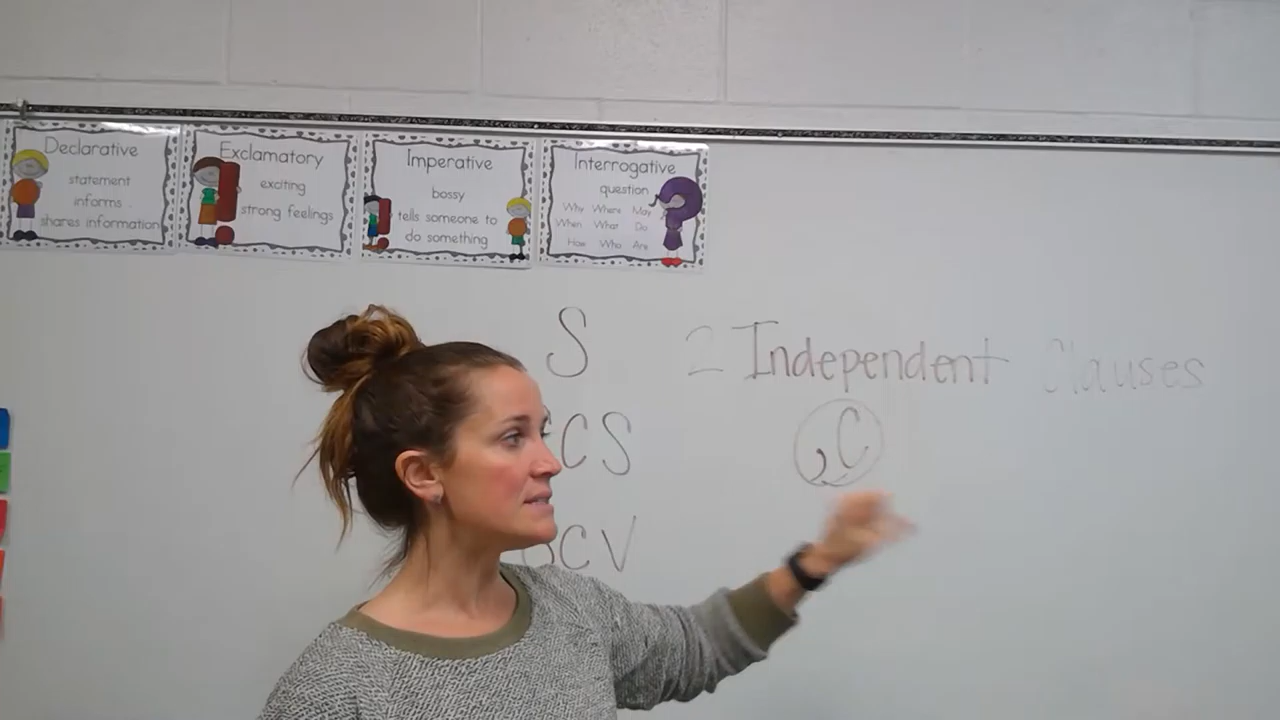 Declarative
statement
informs
shares information
Exclamatory
exciting
strong feelings
Imperative
bossy
tells someone to
do something
Interrogative
question
Why Where May
When What Do
How Who Are
S
CS
CV
2 Independent Clauses
,C